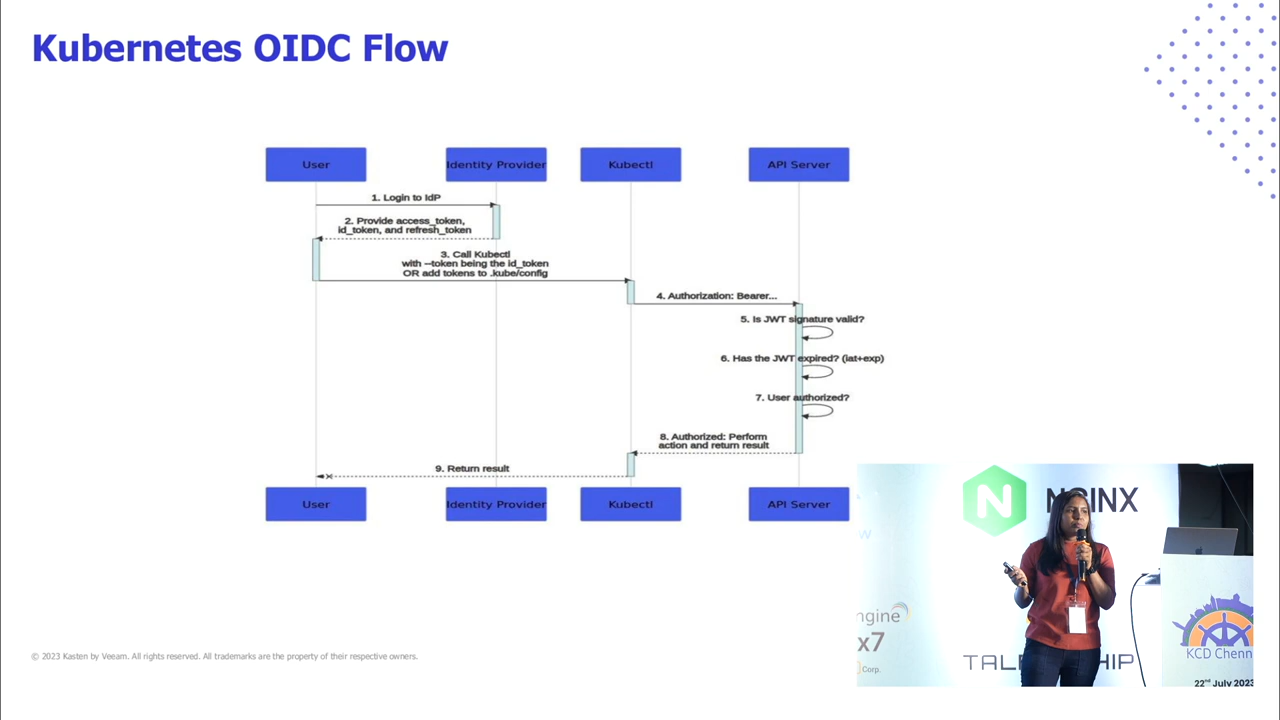 Kubernetes OIDC Flow
User
Identity Provider
Kubectl
API Server
1. Login to IdP
2. Provide access_token,
id_token, and refresh_token
3. Call Kubectl
with --token being the id_token
OR add tokens to .kube/config
4. Authorization: Bearer...
5. Is JWT signature valid?
6. Has the JWT expired? (iat+exp)
7. User authorized?
8. Authorized: Perform
action and return result
9. Return result
User
Identity Provider
Kubectl
API Server
© 2023 Kasten by Veeam. All rights reserved. All trademarks are the property of their respective owners.
N NGINX
ngine
x7
Corp.
KCD Chenn
22nd July 2023